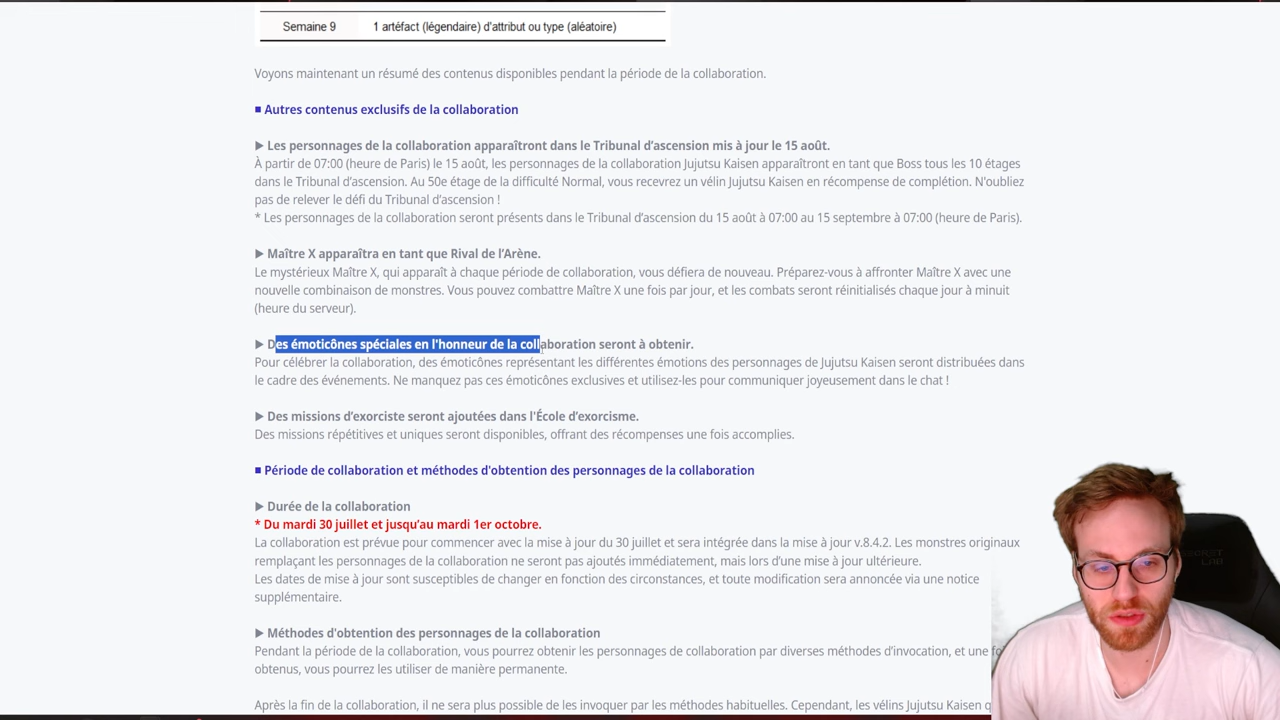 Semaine 9 1 artéfact (légendaire) d'attribut ou type (aléatoire)
Voyons maintenant un résumé des contenus disponibles pendant la période de la collaboration.
■ Autres contenus exclusifs de la collaboration
▶ Les personnages de la collaboration apparaîtront dans le Tribunal d’ascension mis à jour le 15 août.
À partir de 07:00 (heure de Paris) le 15 août, les personnages de la collaboration Jujutsu Kaisen apparaîtront en tant que Boss tous les 10 étages
dans le Tribunal d’ascension. Au 50e étage de la difficulté Normal, vous recevrez un vélin Jujutsu Kaisen en récompense de complétion. N'oubliez
pas de relever le défi du Tribunal d’ascension !
* Les personnages de la collaboration seront présents dans le Tribunal d’ascension du 15 août à 07:00 au 15 septembre à 07:00 (heure de Paris).
▶ Maître X apparaîtra en tant que Rival de l’Arène.
Le mystérieux Maître X, qui apparaît à chaque période de collaboration, vous défiera de nouveau. Préparez-vous à affronter Maître X avec une
nouvelle combinaison de monstres. Vous pouvez combattre Maître X une fois par jour, et les combats seront réinitialisés chaque jour à minuit
(heure du serveur).
▶ Des émoticônes spéciales en l'honneur de la collaboration seront à obtenir.
Pour célébrer la collaboration, des émoticônes représentant les différentes émotions des personnages de Jujutsu Kaisen seront distribuées dans
le cadre des événements. Ne manquez pas ces émoticônes exclusives et utilisez-les pour communiquer joyeusement dans le chat !
▶ Des missions d’exorciste seront ajoutées dans l'École d’exorcisme.
Des missions répétitives et uniques seront disponibles, offrant des récompenses une fois accomplies.
■ Période de collaboration et méthodes d'obtention des personnages de la collaboration
▶ Durée de la collaboration
* Du mardi 30 juillet et jusqu’au mardi 1er octobre.
La collaboration est prévue pour commencer avec la mise à jour du 30 juillet et sera intégrée dans la mise à jour v.8.4.2. Les monstres originaux
remplaçant les personnages de la collaboration ne seront pas ajoutés immédiatement, mais lors d’une mise à jour ultérieure.
Les dates de mise à jour sont susceptibles de changer en fonction des circonstances, et toute modification sera annoncée via une notice
supplémentaire.
▶ Méthodes d'obtention des personnages de la collaboration
Pendant la période de la collaboration, vous pourrez obtenir les personnages de collaboration par diverses méthodes d’invocation, et une
obtenus, vous pourrez les utiliser de manière permanente.
Après la fin de la collaboration, il ne sera plus possible de les invoquer par les méthodes habituelles. Cependant, les vélins Jujutsu Kaisen